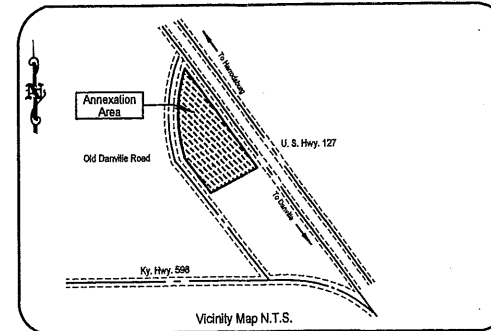 To Harrodsburg
N
Annexation
Area
U. S. Hwy. 127
Old Danville Road
To Danville
Ky. Hwy. 598
Vicinity Map N.T.S.